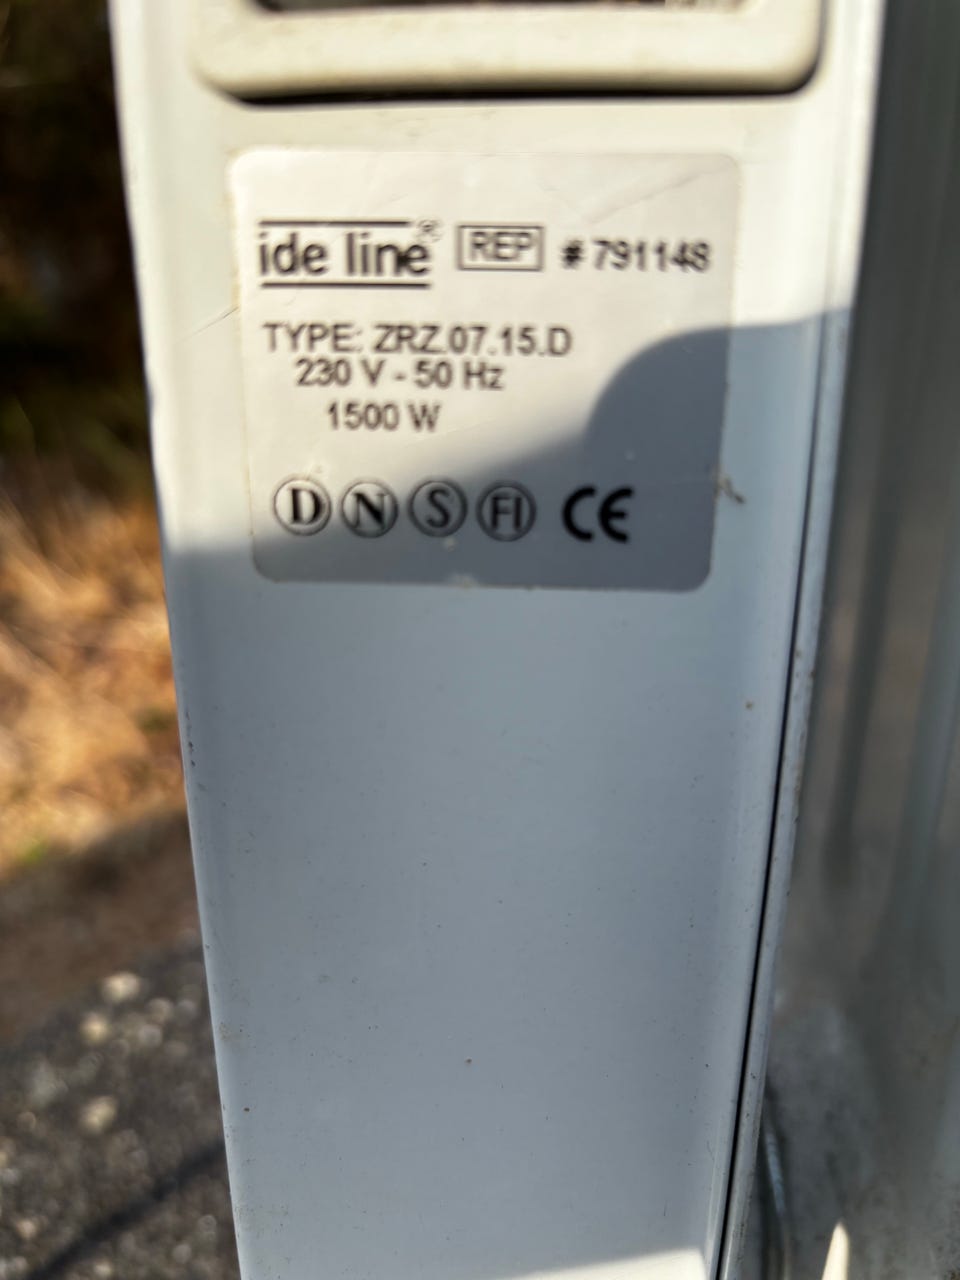 ide line® REP #791148
TYPE: ZRZ.07.15.D
230 V - 50 Hz
1500 W
D N S FI CE